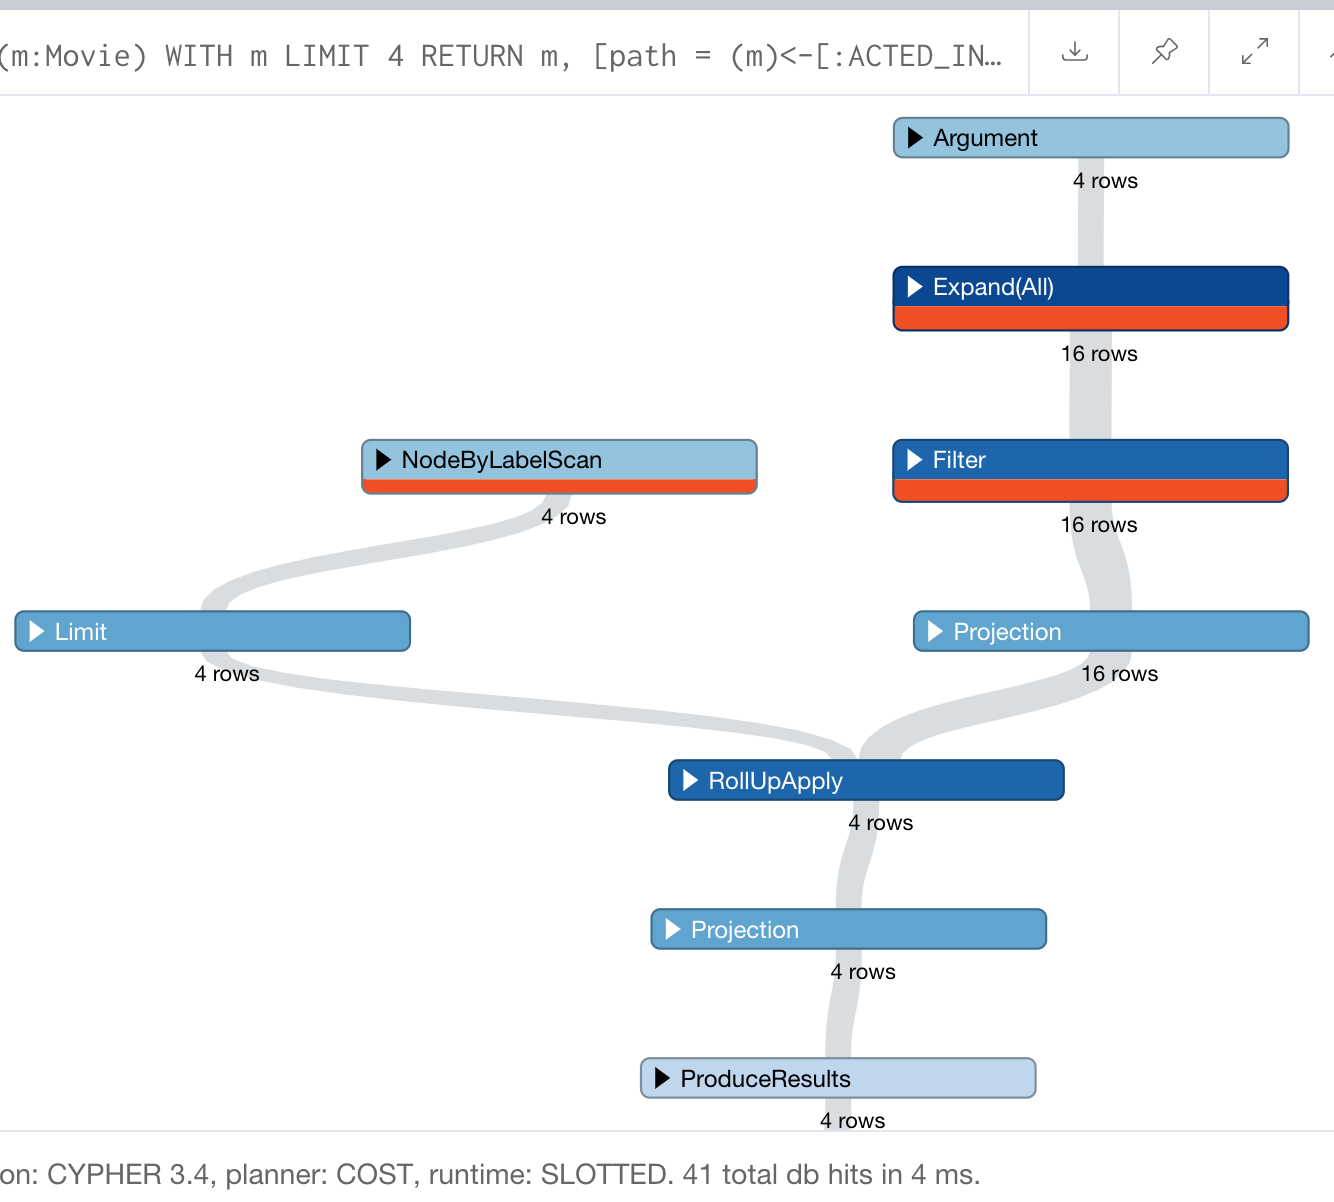 (m:Movie) WITH m LIMIT 4 RETURN m, [path = (m)<-[:ACTED_IN…
Argument
4 rows
Expand(All)
16 rows
NodeByLabelScan
4 rows
Filter
16 rows
Limit
4 rows
Projection
16 rows
RollUpApply
4 rows
Projection
4 rows
ProduceResults
4 rows
on: CYPHER 3.4, planner: COST, runtime: SLOTTED. 41 total db hits in 4 ms.